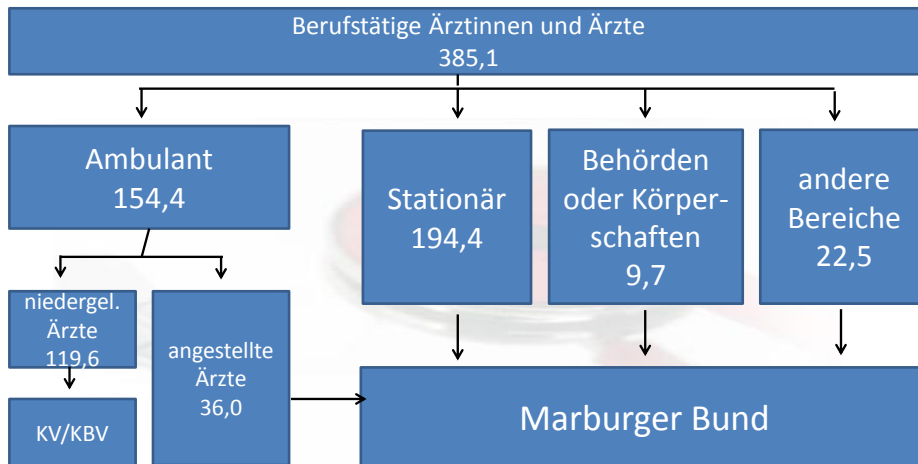 Berufstätige Ärztinnen und Ärzte
385,1
Ambulant
154,4
Stationär
194,4
Behörden
oder Körper-
schaften
9,7
andere
Bereiche
22,5
niedergel.
Ärzte
119,6
angestellte
Ärzte
36,0
KV/KBV
Marburger Bund